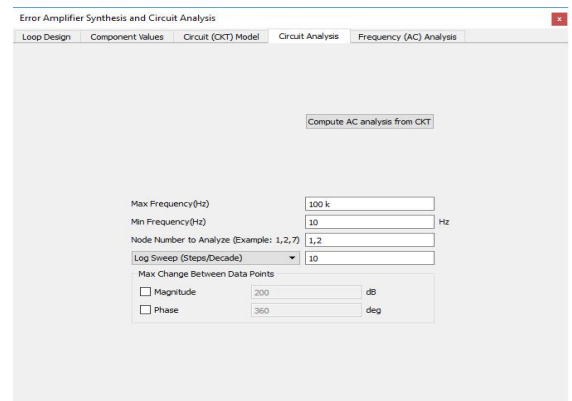 Error Amplifier Synthesis and Circuit Analysis
x
Loop Design Component Values Circuit (CKT) Model Circuit Analysis Frequency (AC) Analysis
Compute AC analysis from CKT
Max Frequency(Hz) 100 k
Min Frequency(Hz) 10 Hz
Node Number to Analyze (Example: 1,2,7) 1,2
Log Sweep (Steps/Decade) 10
Max Change Between Data Points
Magnitude 200 dB
Phase 360 deg